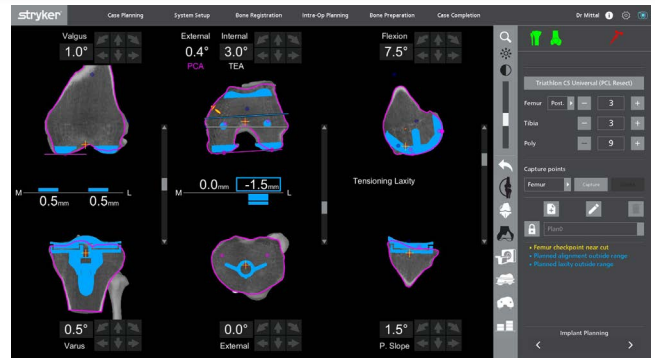 stryker
Case Planning
System Setup
Bone Registration
Intra-Op Planning
Bone Preparation
Case Completion
Dr Mittal
Valgus
1.0°
External
0.4°
PCA
Internal
3.0°
TEA
Flexion
7.5°
M
L
0.5mm
0.5mm
M
L
0.0mm
-1.5mm
Tensioning Laxity
0.5°
Varus
0.0°
External
1.5°
P. Slope
Triathlon CS Universal (PCL Resect)
Femur Post. − 3 +
Tibia − 3 +
Poly − 9 +
Capture points
Femur
Capture
Plan0
• Femur checkpoint near cut
• Planned alignment outside range
• Planned laxity outside range
Implant Planning
< >